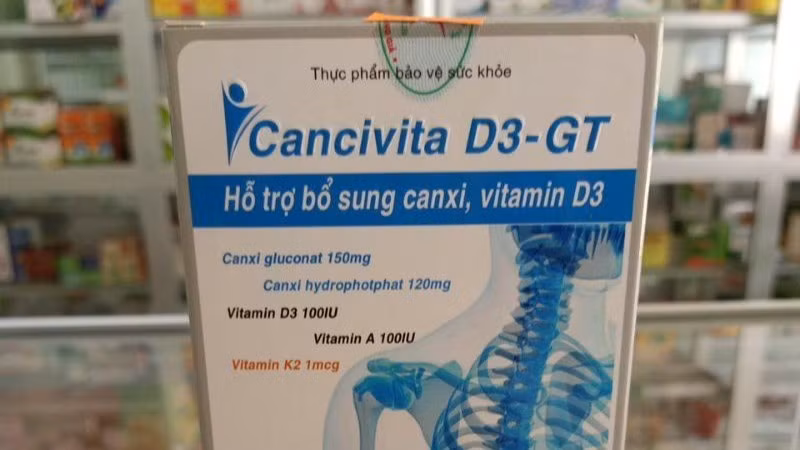 Thực phẩm bảo vệ sức khỏe
Cancivita D3-GT
Hỗ trợ bổ sung canxi, vitamin D3
Canxi gluconat 150mg
Canxi hydrophotphat 120mg
Vitamin D3 100IU
Vitamin A 100IU
Vitamin K2 1mcg